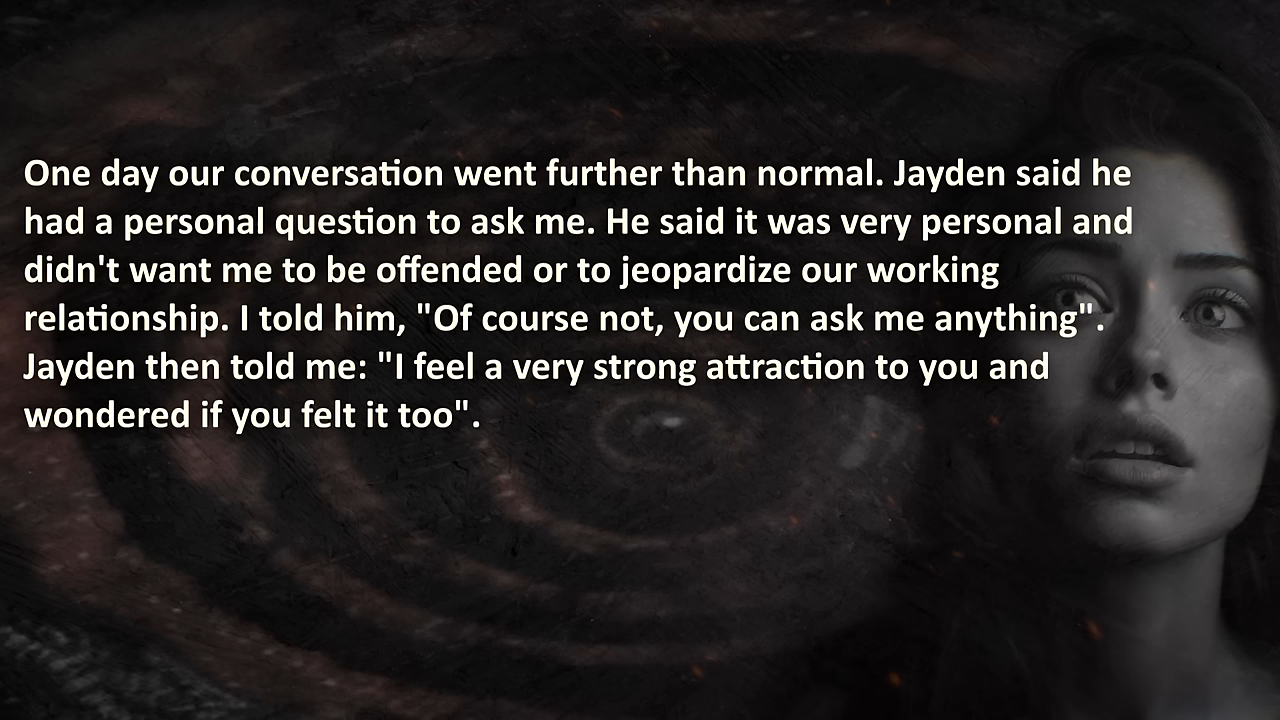 One day our conversation went further than normal. Jayden said he
had a personal question to ask me. He said it was very personal and
didn't want me to be offended or to jeopardize our working
relationship. I told him, "Of course not, you can ask me anything".
Jayden then told me: "I feel a very strong attraction to you and
wondered if you felt it too".